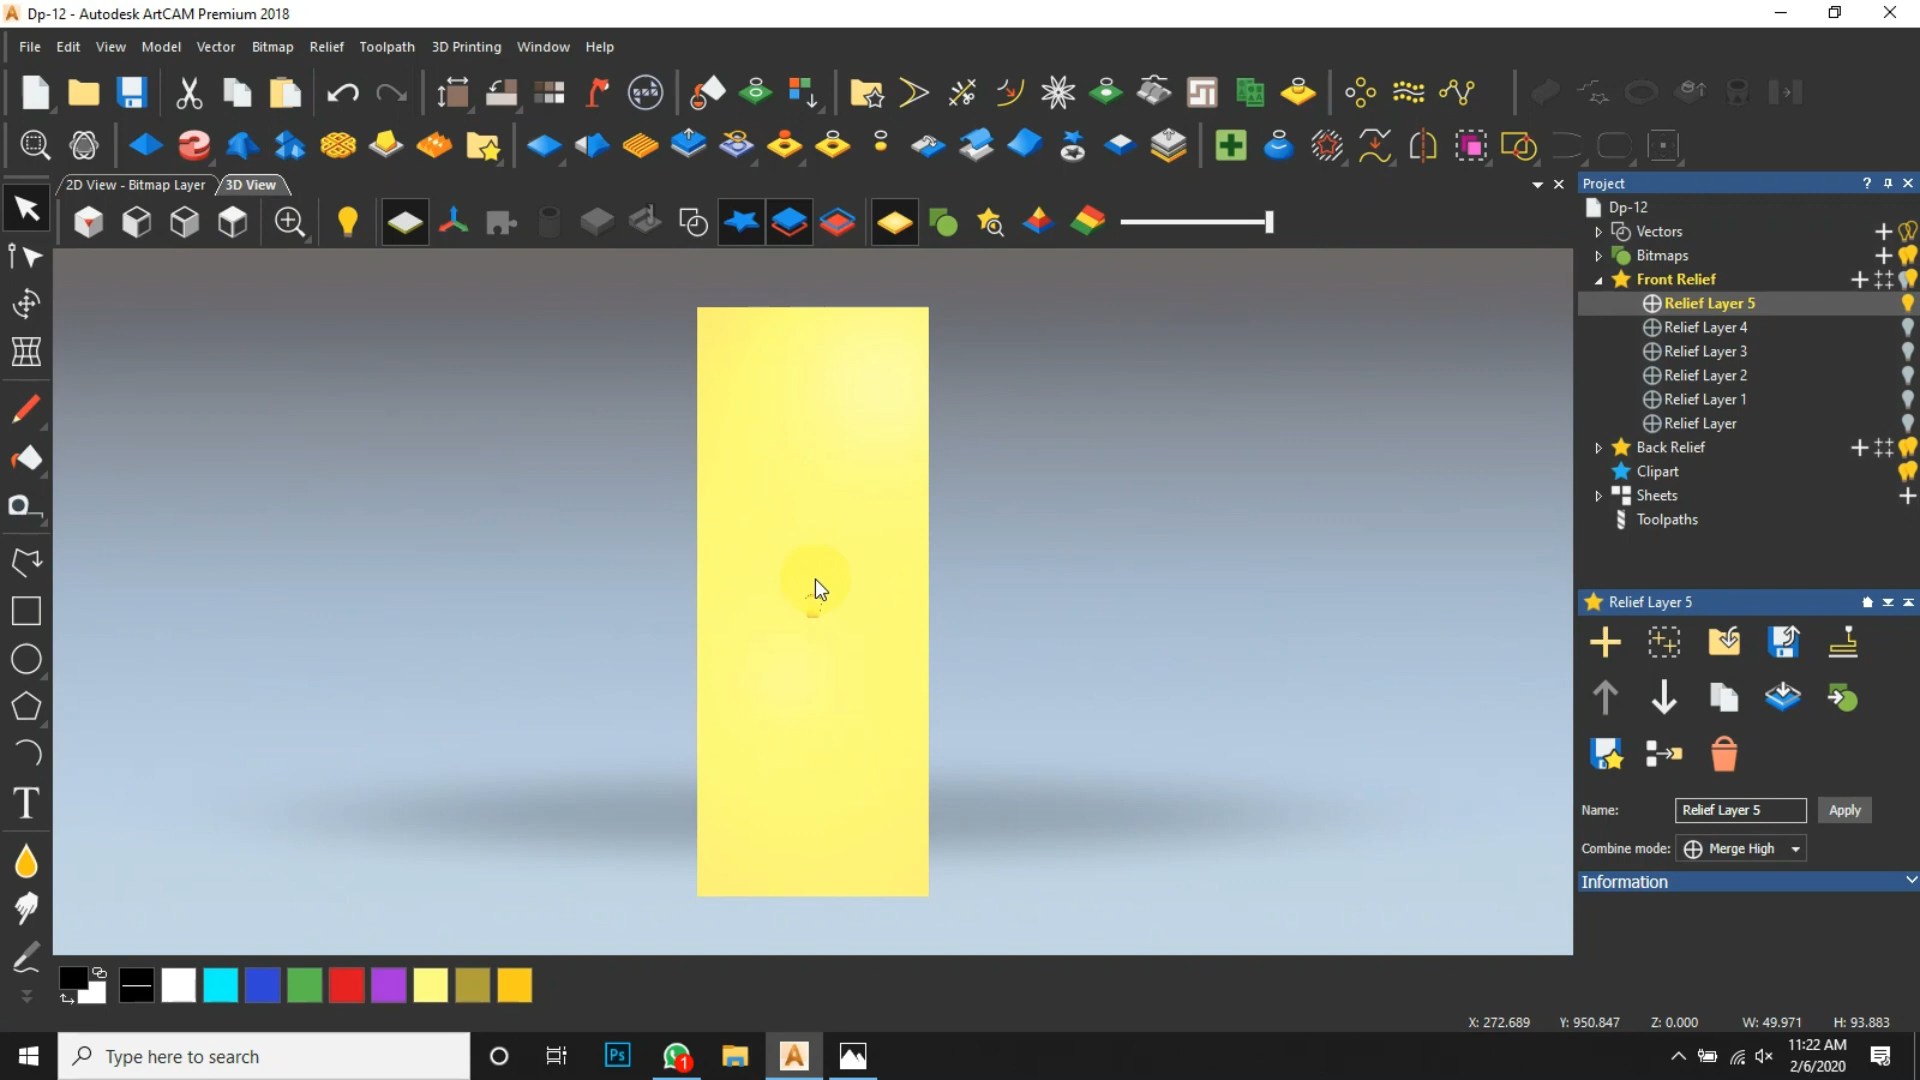 Dp-12 - Autodesk ArtCAM Premium 2018
File Edit View Model Vector Bitmap Relief Toolpath 3D Printing Window Help
2D View - Bitmap Layer 3D View
Project
Dp-12
Vectors
Bitmaps
Front Relief
Relief Layer 5
Relief Layer 4
Relief Layer 3
Relief Layer 2
Relief Layer 1
Relief Layer
Back Relief
Clipart
Sheets
Toolpaths
Relief Layer 5
Name: Relief Layer 5 Apply
Combine mode: Merge High
Information
X: 272.689 Y: 950.847 Z: 0.000 W: 49.971 H: 93.883
Type here to search
Ps
1
11:22 AM
2/6/2020